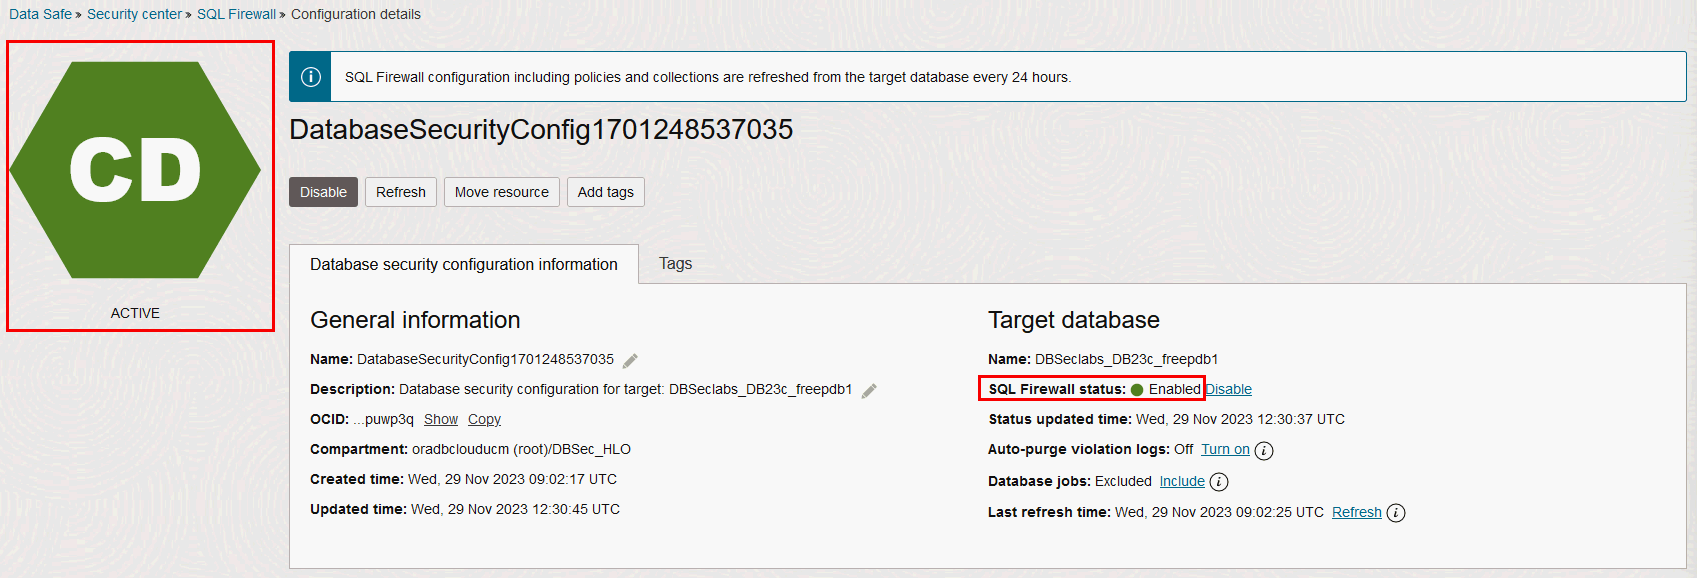 Data Safe » Security center » SQL Firewall » Configuration details
CD
ACTIVE
SQL Firewall configuration including policies and collections are refreshed from the target database every 24 hours.
DatabaseSecurityConfig1701248537035
Disable Refresh Move resource Add tags
Database security configuration information Tags
General information
Name: DatabaseSecurityConfig1701248537035
Description: Database security configuration for target: DBSeclabs_DB23c_freepdb1
OCID: ...puwp3q Show Copy
Compartment: oradbclouducm (root)/DBSec_HLO
Created time: Wed, 29 Nov 2023 09:02:17 UTC
Updated time: Wed, 29 Nov 2023 12:30:45 UTC
Target database
Name: DBSeclabs_DB23c_freepdb1
SQL Firewall status: Enabled Disable
Status updated time: Wed, 29 Nov 2023 12:30:37 UTC
Auto-purge violation logs: Off Turn on
Database jobs: Excluded Include
Last refresh time: Wed, 29 Nov 2023 09:02:25 UTC Refresh